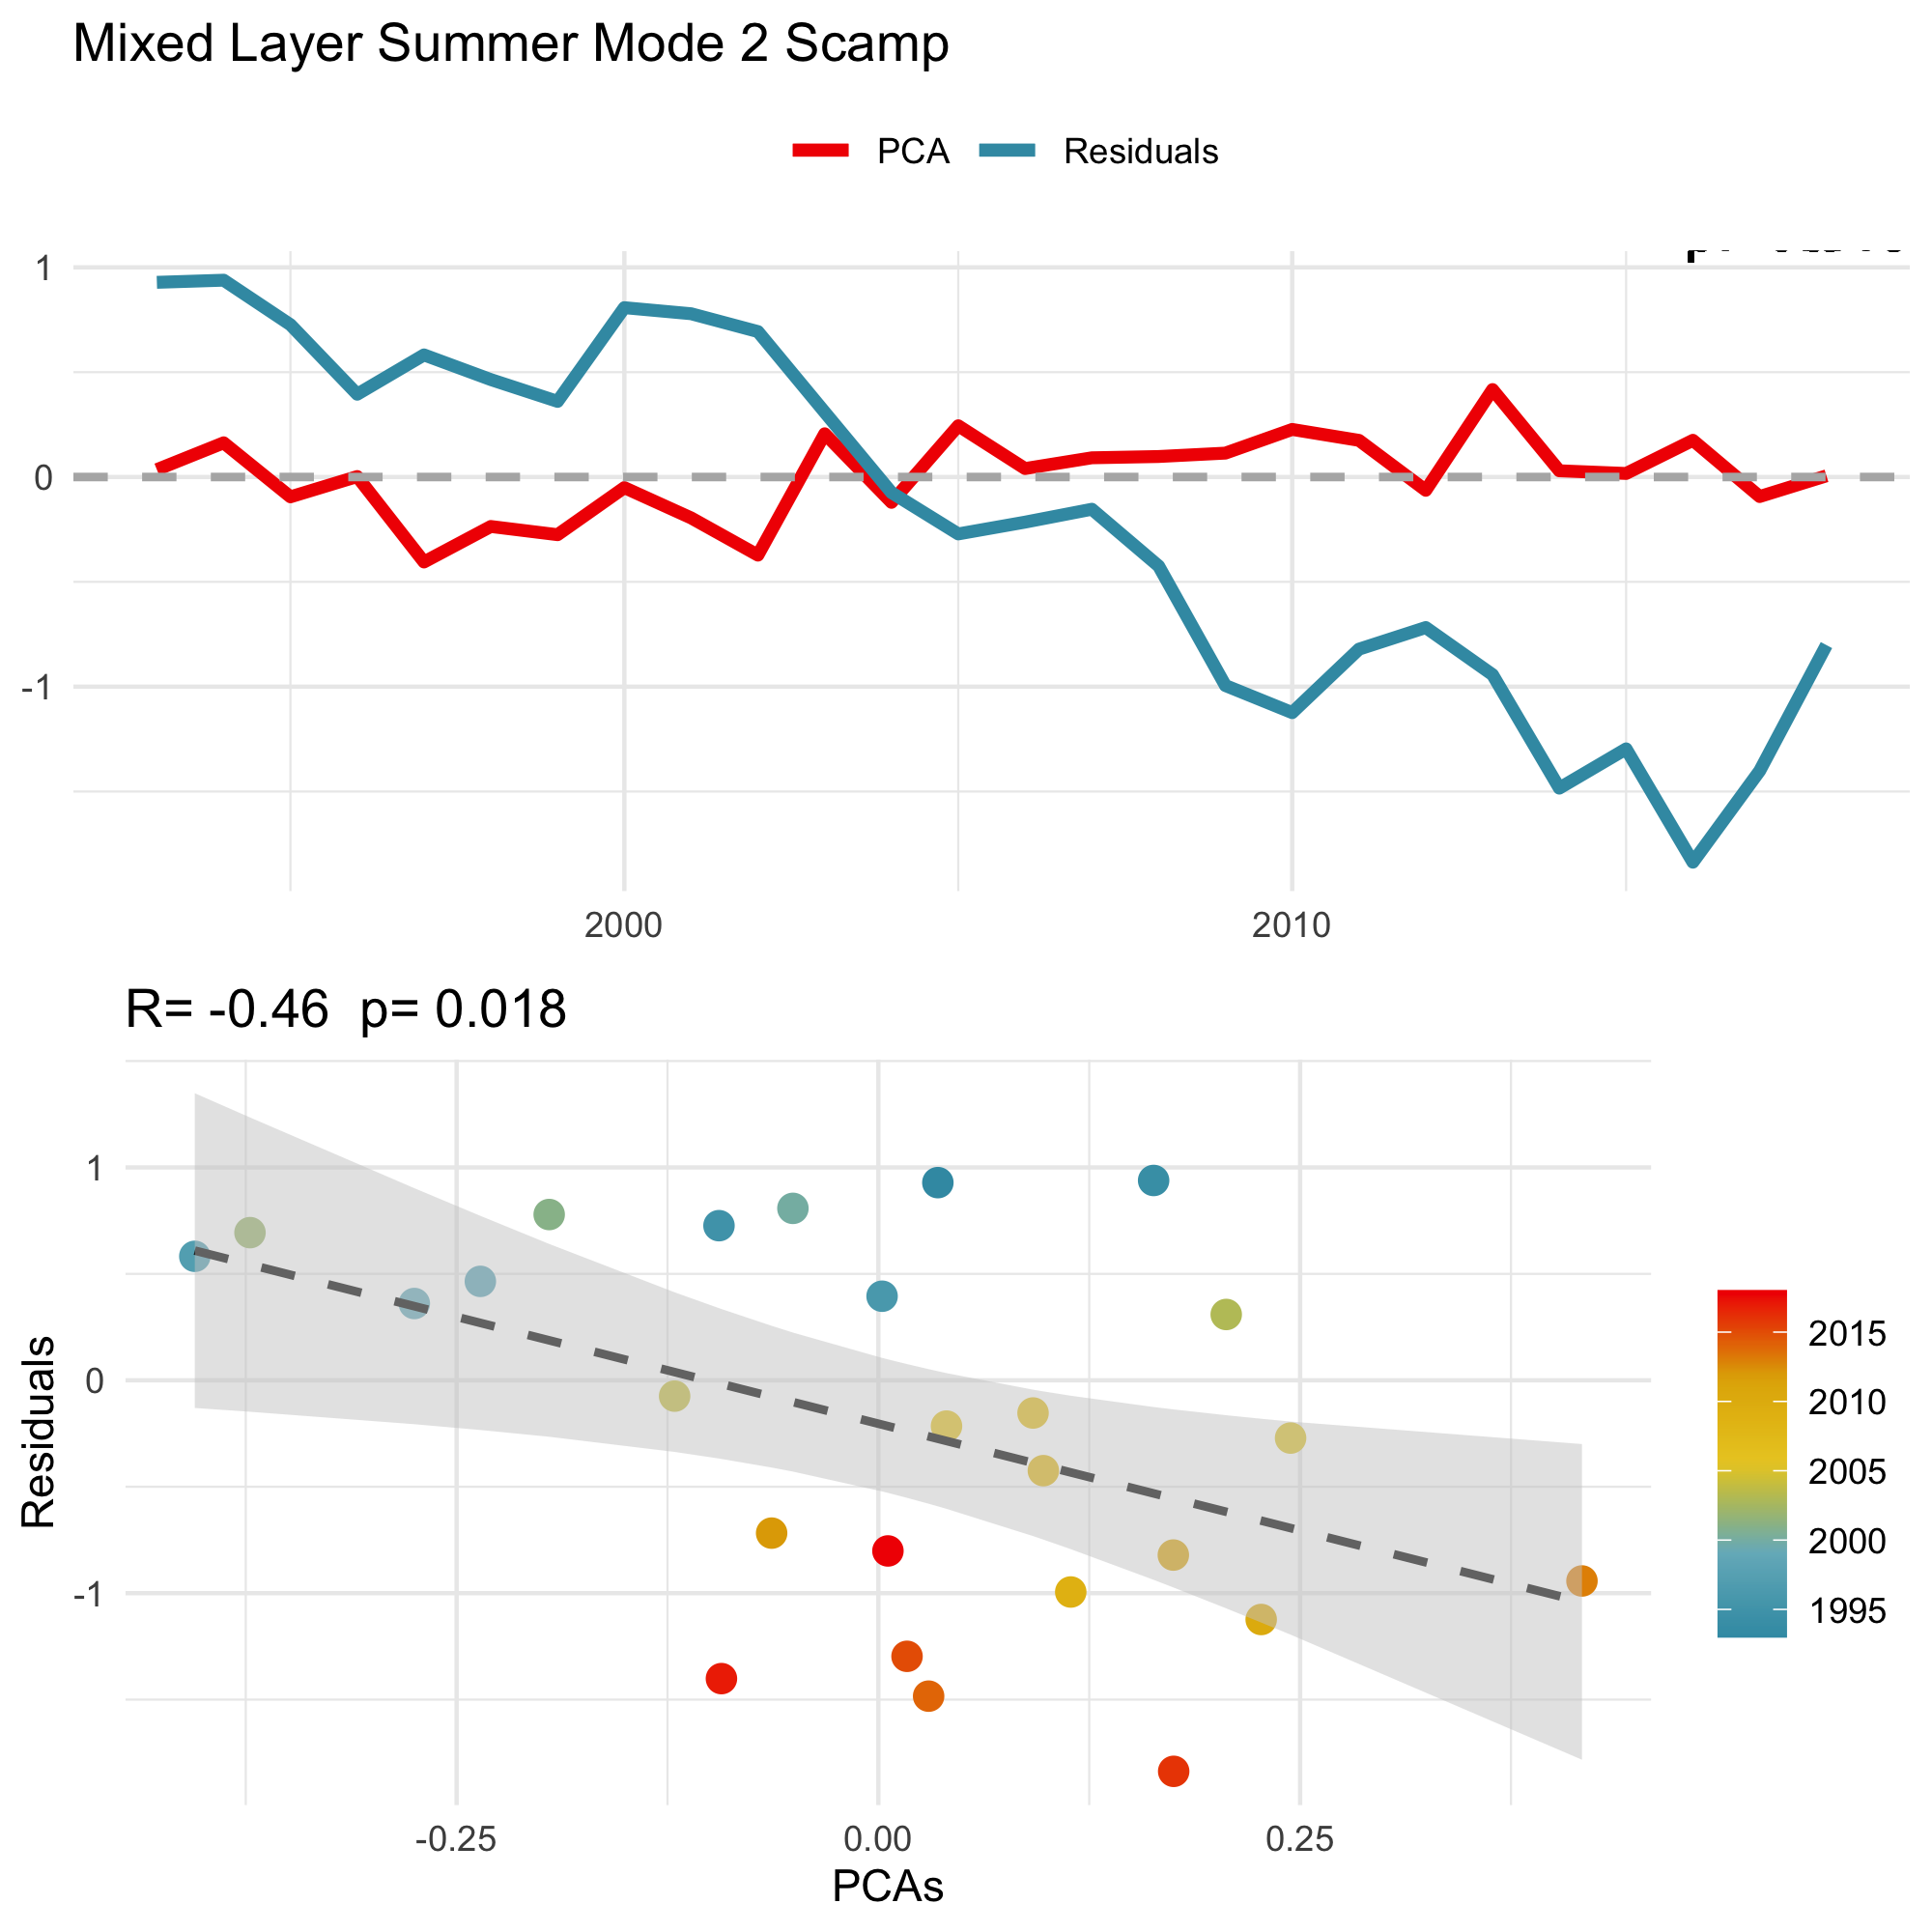 Mixed Layer Summer Mode 2 Scamp
PCA Residuals
1
0
-1
2000 2010
R= -0.46 p= 0.018
Residuals
1
0
-1
-0.25 0.00 0.25
PCAs
2015
2010
2005
2000
1995